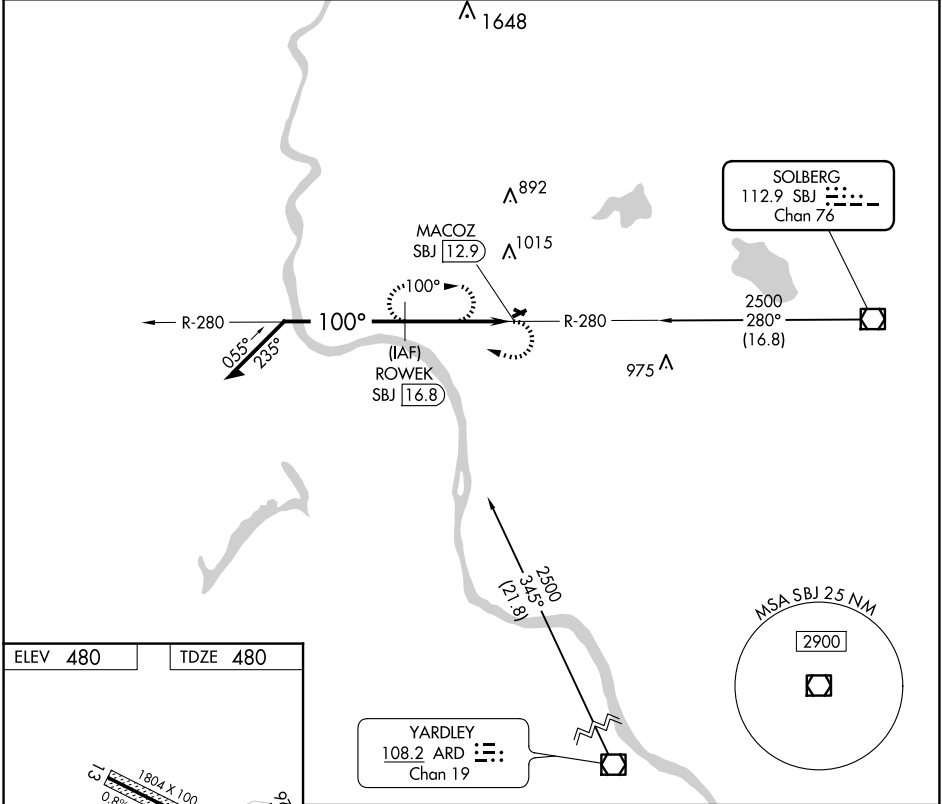 1648
SOLBERG
112.9 SBJ
Chan 76
892
MACOZ
SBJ 12.9
1015
100°
2500
R-280
100°
R-280
280°
(16.8)
055°
235°
(IAF)
ROWEK
SBJ 16.8
975
2500
345°
(21.8)
MSA SBJ 25 NM
2900
ELEV 480
TDZE 480
YARDLEY
108.2 ARD
Chan 19
13
1804 X 100
0.8%